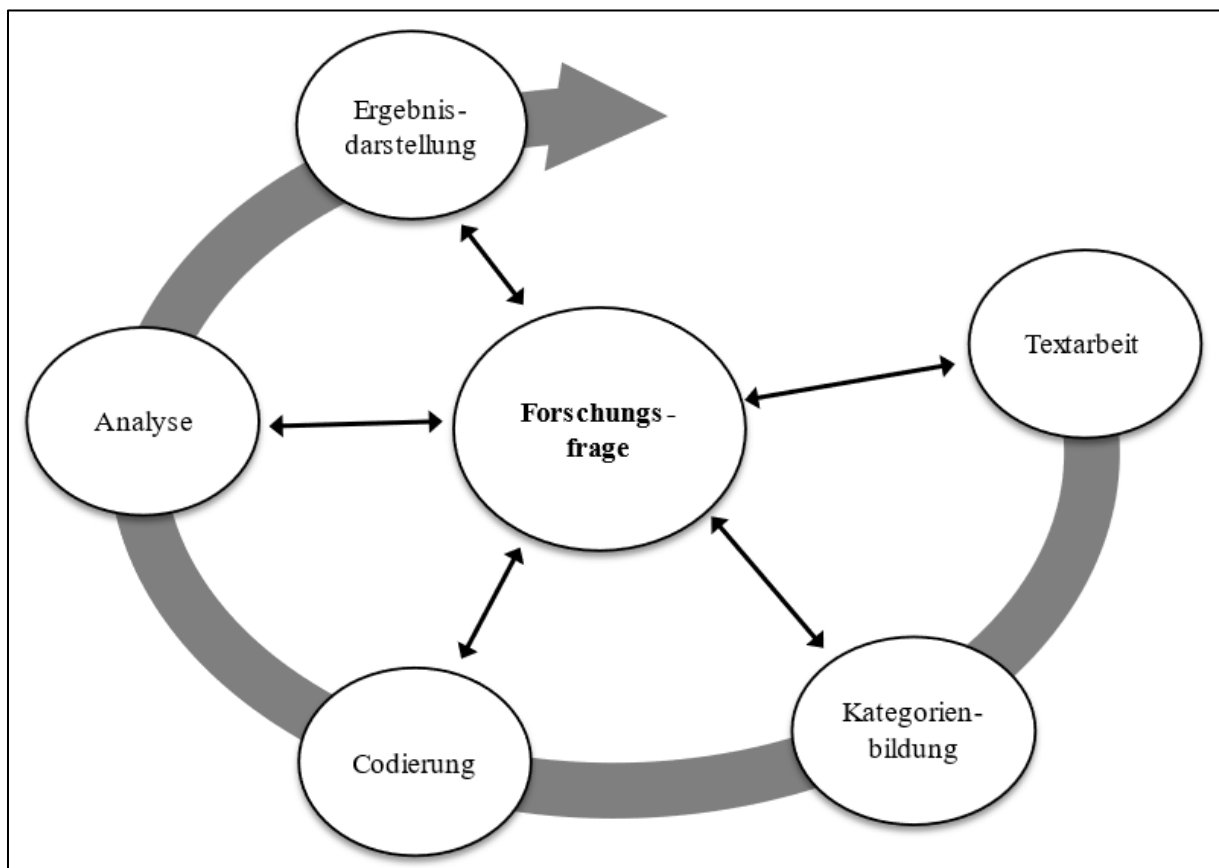 Ergebnis-
darstellung
Textarbeit
Analyse
Forschungs-
frage
Kategorien-
bildung
Codierung